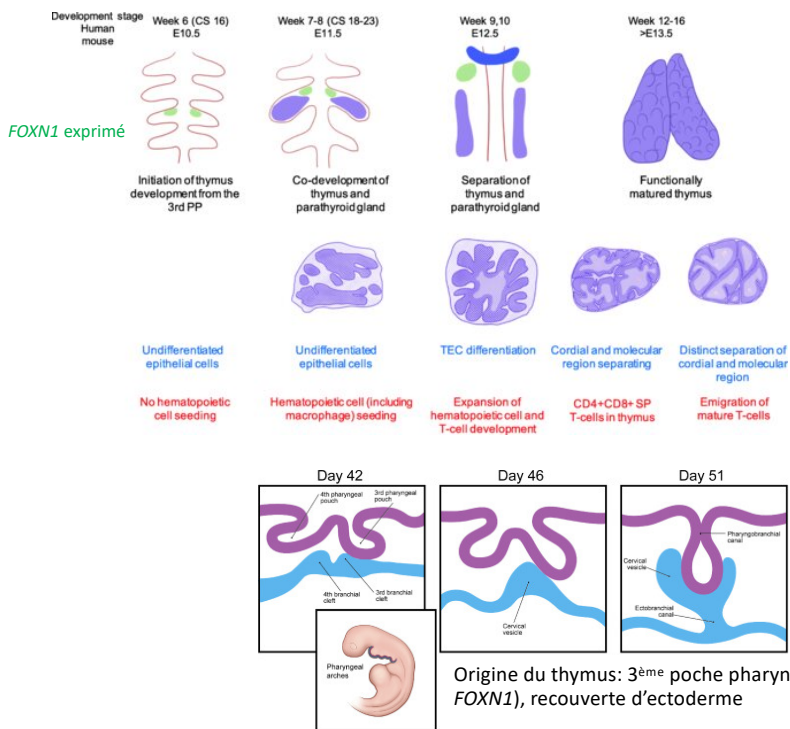 Development stage
Human
mouse
Week 6 (CS 16)
E10.5
Week 7-8 (CS 18-23)
E11.5
Week 9,10
E12.5
Week 12-16
>E13.5
FOXN1 exprimé
Initiation of thymus
development from the
3rd PP
Co-development of
thymus and
parathyroid gland
Separation of
thymus and
parathyroid gland
Functionally
matured thymus
Undifferentiated
epithelial cells
Undifferentiated
epithelial cells
TEC differentiation
Cordial and molecular
region separating
Distinct separation of
cordial and molecular
region
No hematopoietic
cell seeding
Hematopoietic cell (including
macrophage) seeding
Expansion of
hematopoietic cell and
T-cell development
CD4+CD8+ SP
T-cells in thymus
Emigration of
mature T-cells
Day 42
4th pharyngeal
pouch
3rd pharyngeal
pouch
4th branchial
cleft
3rd branchial
cleft
Day 46
Cervical
vesicle
Day 51
Pharyngobranchial
canal
Cervical
vesicle
Ectobranchial
canal
Pharyngeal
arches
Origine du thymus: 3ème poche pharyn
FOXN1), recouverte d’ectoderme